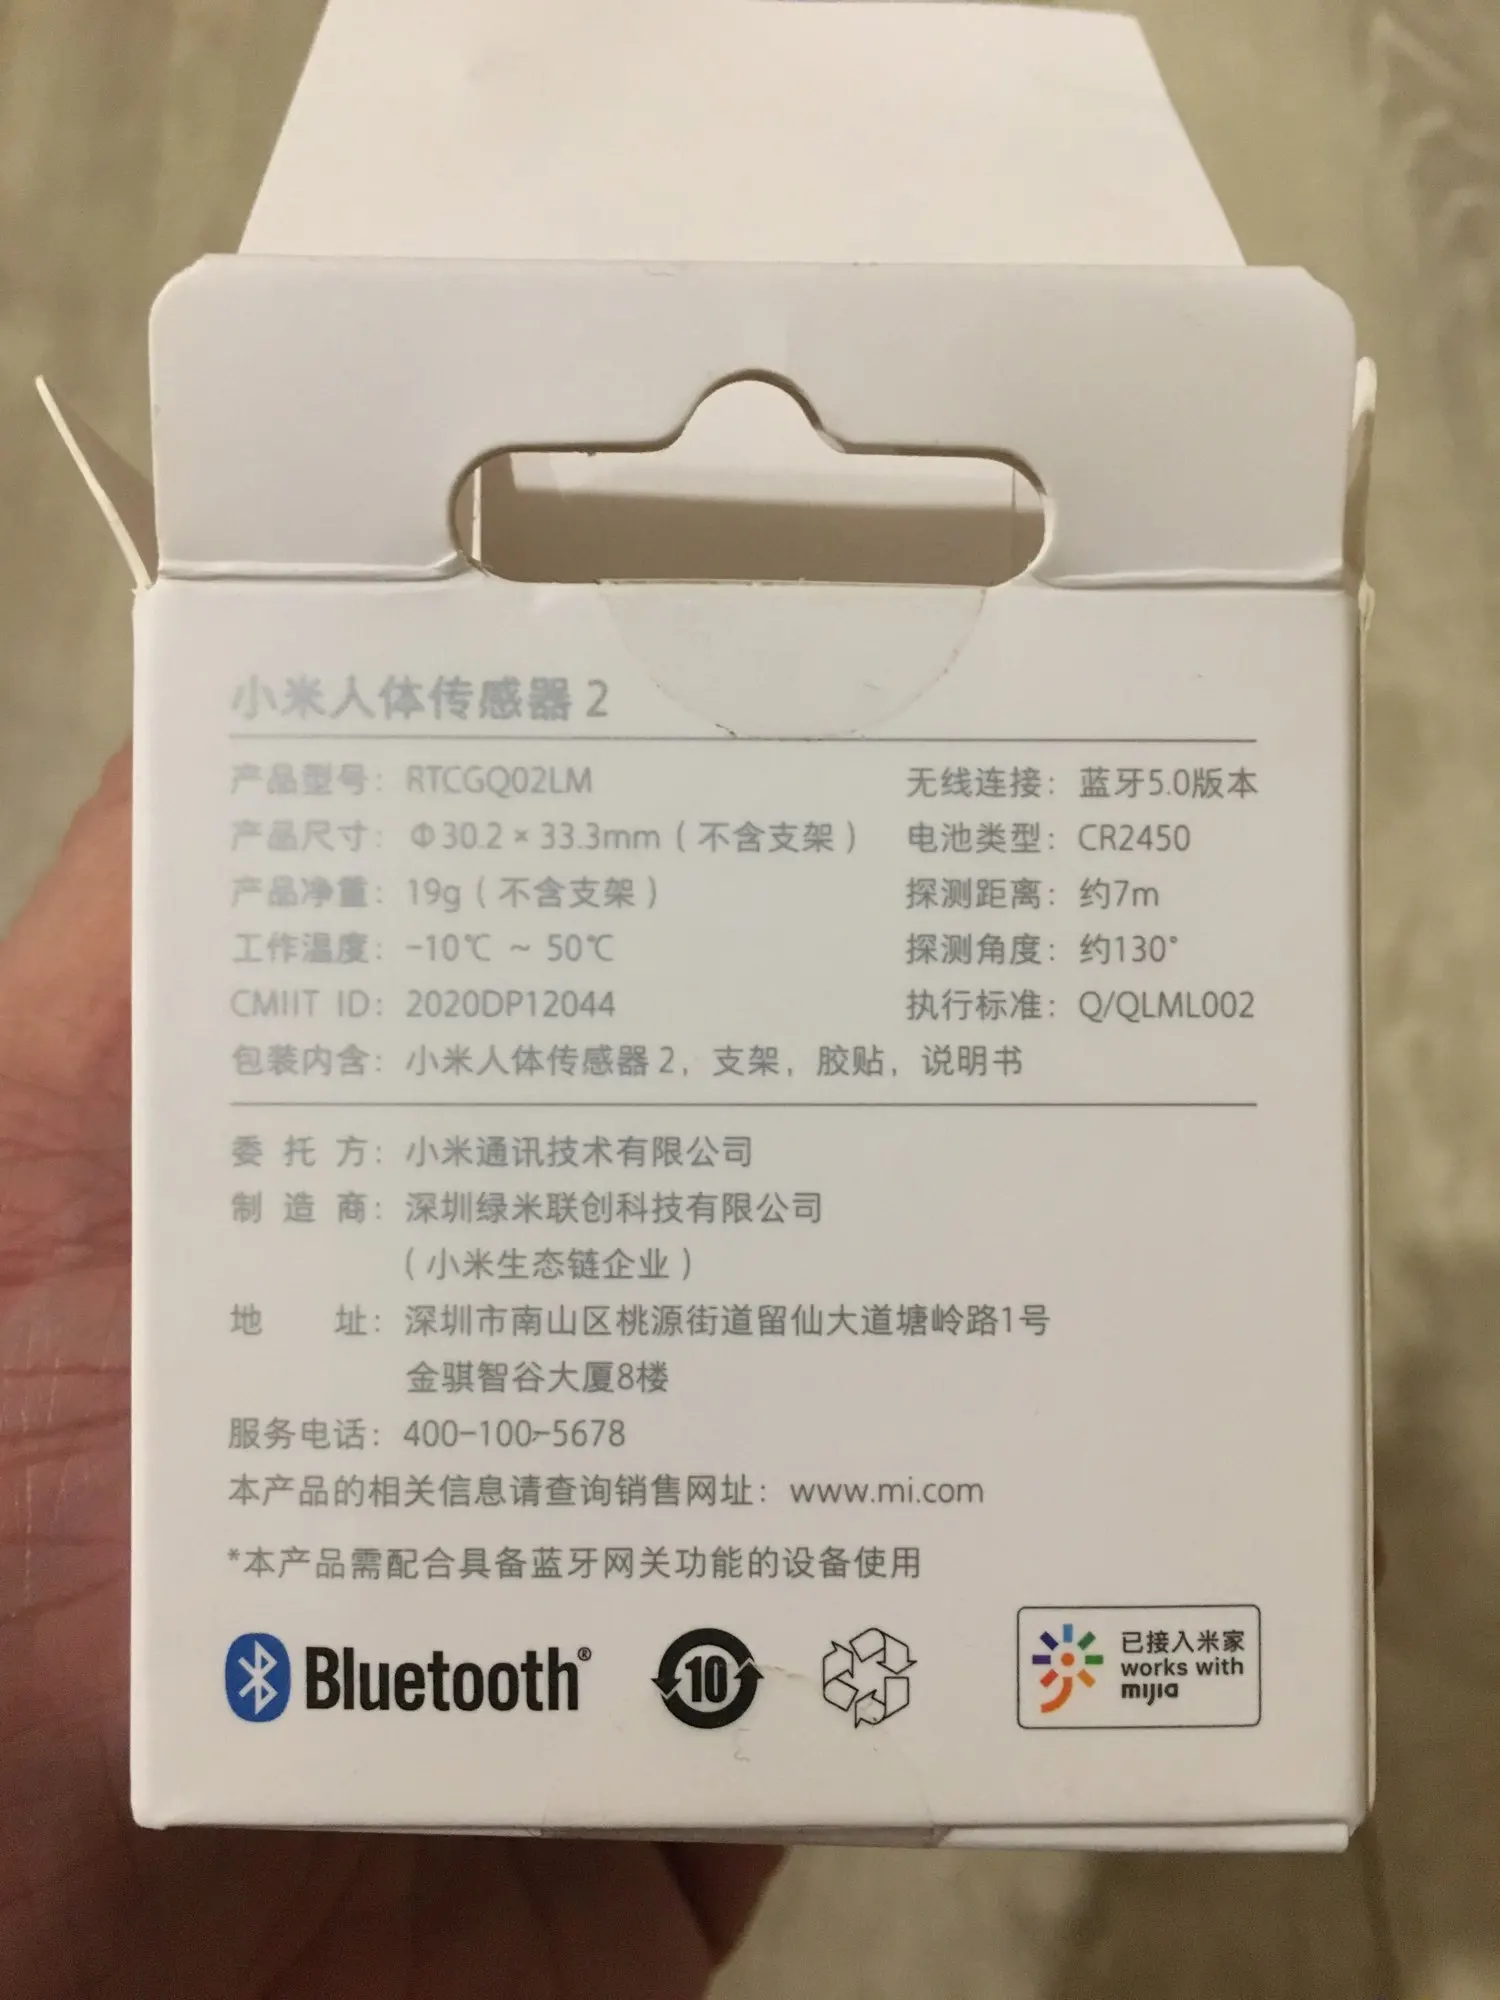 小米人体传感器 2
产品型号：RTCGQ02LM 无线连接：蓝牙5.0版本
产品尺寸：Φ30.2 × 33.3mm（不含支架） 电池类型：CR2450
产品净重：19g（不含支架） 探测距离：约7m
工作温度：-10℃ ~ 50℃ 探测角度：约130°
CMIIT ID：2020DP12044 执行标准：Q/QLML002
包装内含：小米人体传感器 2，支架，胶贴，说明书
委托方：小米通讯技术有限公司
制造商：深圳绿米联创科技有限公司
（小米生态链企业）
地址：深圳市南山区桃源街道留仙大道塘岭路1号
金骐智谷大厦8楼
服务电话：400-100-5678
本产品的相关信息请查询销售网址：www.mi.com
*本产品需配合具备蓝牙网关功能的设备使用
Bluetooth®
10
已接入米家
works with
mijia